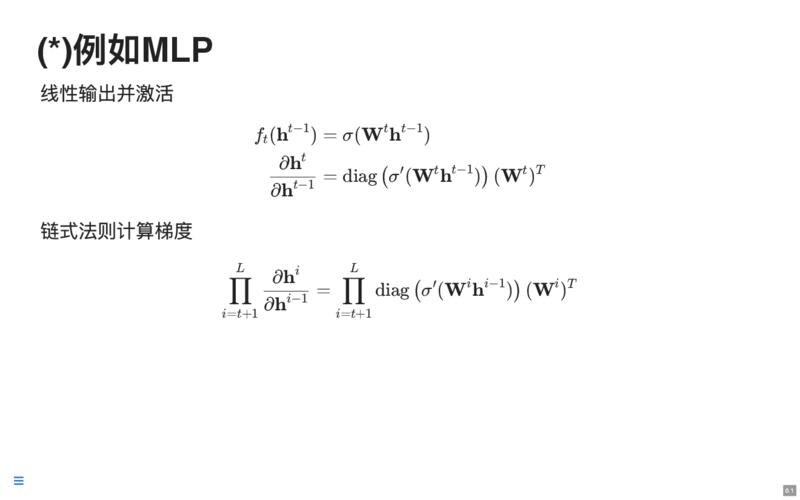 (*)例如MLP
线性输出并激活
$f_t(\mathbf{h}^{t-1}) = \sigma(\mathbf{W}^t\mathbf{h}^{t-1})$
$\frac{\partial \mathbf{h}^t}{\partial \mathbf{h}^{t-1}} = \mathrm{diag}\left(\sigma'(\mathbf{W}^t\mathbf{h}^{t-1})\right)(\mathbf{W}^t)^T$
链式法则计算梯度
$\prod_{i=t+1}^{L} \frac{\partial \mathbf{h}^i}{\partial \mathbf{h}^{i-1}} = \prod_{i=t+1}^{L} \mathrm{diag}\left(\sigma'(\mathbf{W}^i\mathbf{h}^{i-1})\right)(\mathbf{W}^i)^T$
6.1